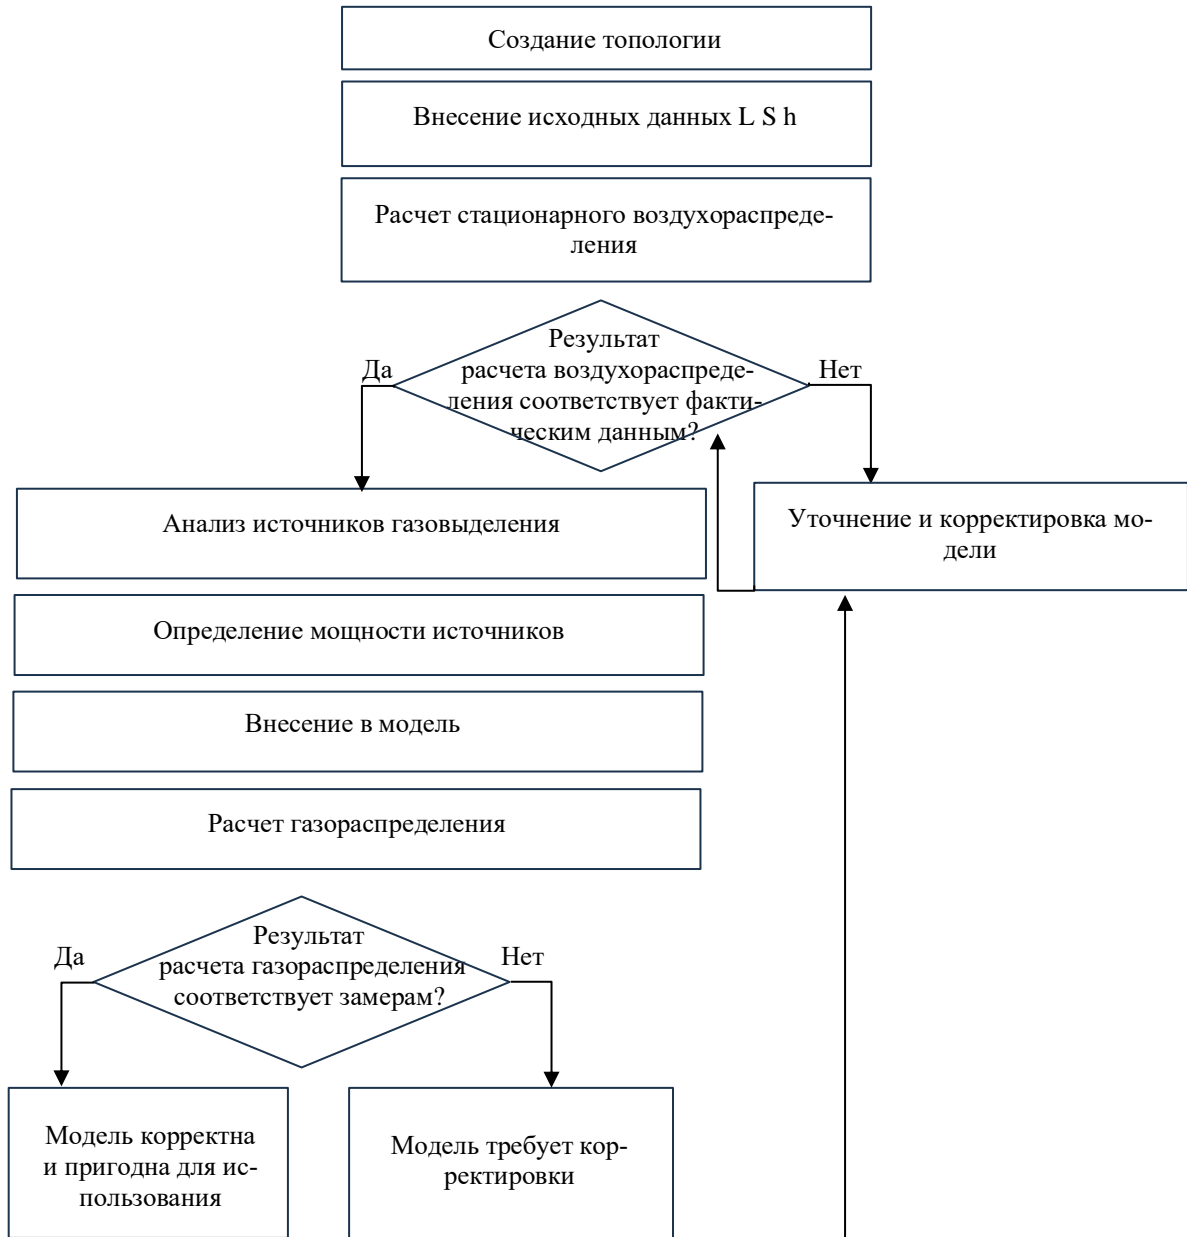 Создание топологии
Внесение исходных данных L S h
Расчет стационарного воздухораспреде-
ления
Результат
расчета воздухораспреде-
ления соответствует факти-
ческим данным?
Да
Нет
Анализ источников газовыделения
Уточнение и корректировка мо-
дели
Определение мощности источников
Внесение в модель
Расчет газораспределения
Результат
расчета газораспределения
соответствует замерам?
Да
Нет
Модель корректна
и пригодна для ис-
пользования
Модель требует кор-
ректировки